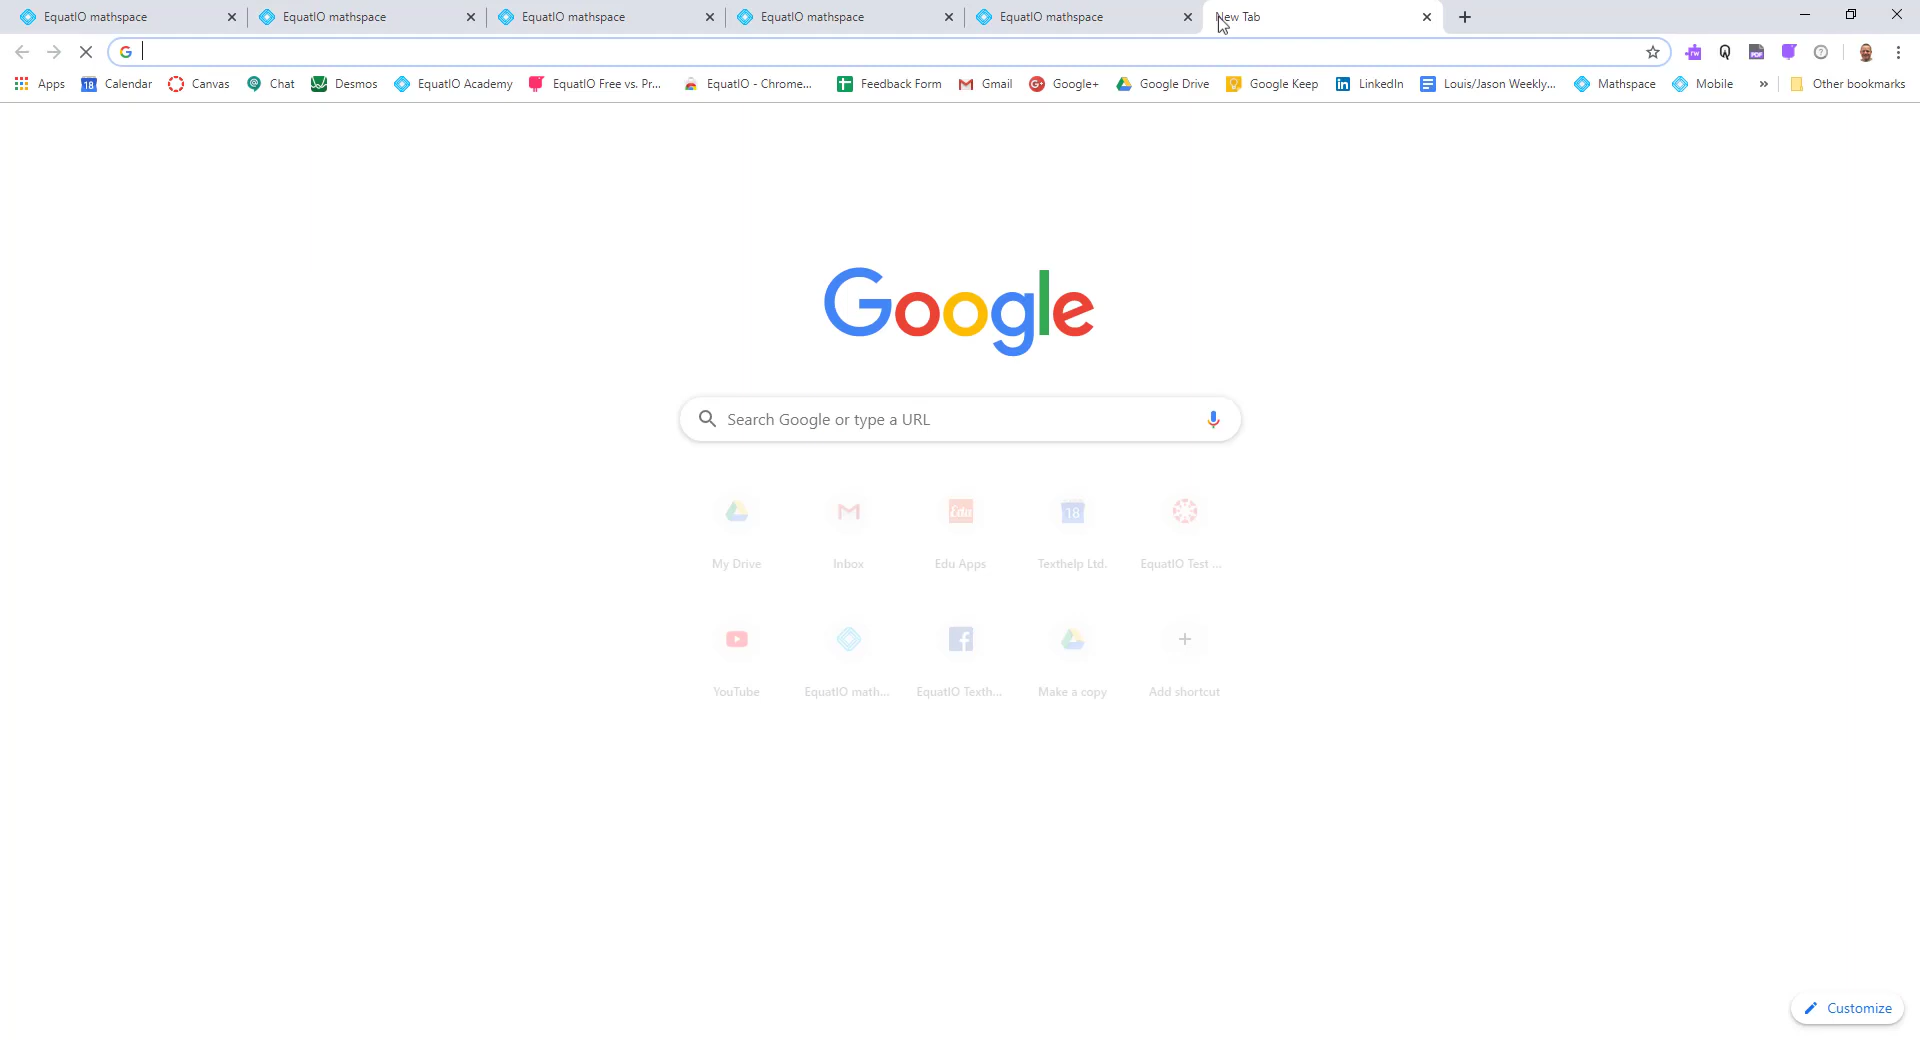 EquatIO mathspace EquatIO mathspace EquatIO mathspace EquatIO mathspace EquatIO mathspace New Tab
Apps 18 Calendar Canvas Chat Desmos EquatIO Academy EquatIO Free vs. Pr... EquatIO - Chrome... Feedback Form Gmail Google+ Google Drive Google Keep LinkedIn Louis/Jason Weekly... Mathspace Mobile » Other bookmarks
Google
Search Google or type a URL
Edu 18
My Drive Inbox Edu Apps Texthelp Ltd. EquatIO Test ...
YouTube EquatIO math... EquatIO Texth... Make a copy Add shortcut
Customize